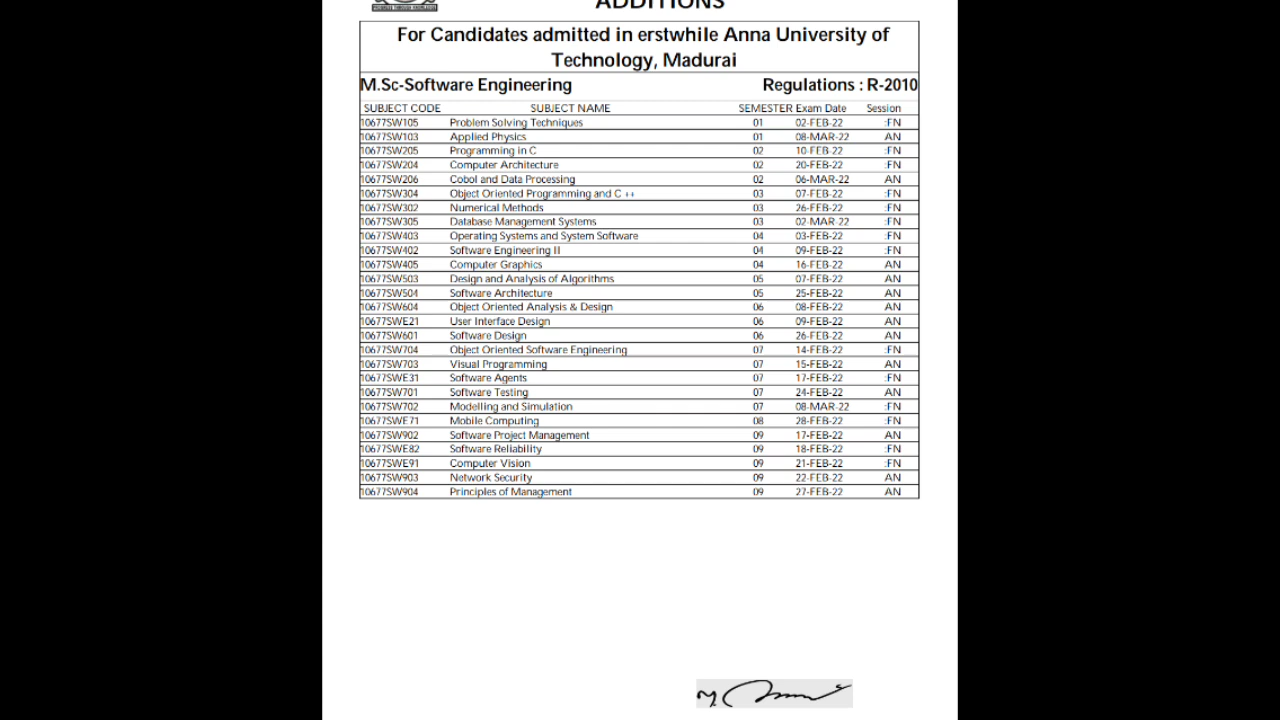 ADDITIONS
For Candidates admitted in erstwhile Anna University of
Technology, Madurai
M.Sc-Software Engineering Regulations : R-2010
SUBJECT CODE SUBJECT NAME SEMESTER Exam Date Session
10677SW105 Problem Solving Techniques 01 02-FEB-22 :FN
10677SW103 Applied Physics 01 08-MAR-22 AN
10677SW205 Programming in C 02 10-FEB-22 :FN
10677SW204 Computer Architecture 02 20-FEB-22 :FN
10677SW206 Cobol and Data Processing 02 06-MAR-22 AN
10677SW304 Object Oriented Programming and C ++ 03 07-FEB-22 :FN
10677SW302 Numerical Methods 03 26-FEB-22 :FN
10677SW305 Database Management Systems 03 02-MAR-22 :FN
10677SW403 Operating Systems and System Software 04 03-FEB-22 :FN
10677SW402 Software Engineering II 04 09-FEB-22 :FN
10677SW405 Computer Graphics 04 16-FEB-22 AN
10677SW503 Design and Analysis of Algorithms 05 07-FEB-22 AN
10677SW504 Software Architecture 05 25-FEB-22 AN
10677SW604 Object Oriented Analysis & Design 06 08-FEB-22 AN
10677SWE21 User Interface Design 06 09-FEB-22 AN
10677SW601 Software Design 06 26-FEB-22 AN
10677SW704 Object Oriented Software Engineering 07 14-FEB-22 :FN
10677SW703 Visual Programming 07 15-FEB-22 AN
10677SWE31 Software Agents 07 17-FEB-22 :FN
10677SW701 Software Testing 07 24-FEB-22 AN
10677SW702 Modelling and Simulation 07 08-MAR-22 :FN
10677SWE71 Mobile Computing 08 28-FEB-22 :FN
10677SW902 Software Project Management 09 17-FEB-22 AN
10677SWE82 Software Reliability 09 18-FEB-22 :FN
10677SWE91 Computer Vision 09 21-FEB-22 :FN
10677SW903 Network Security 09 22-FEB-22 AN
10677SW904 Principles of Management 09 27-FEB-22 AN